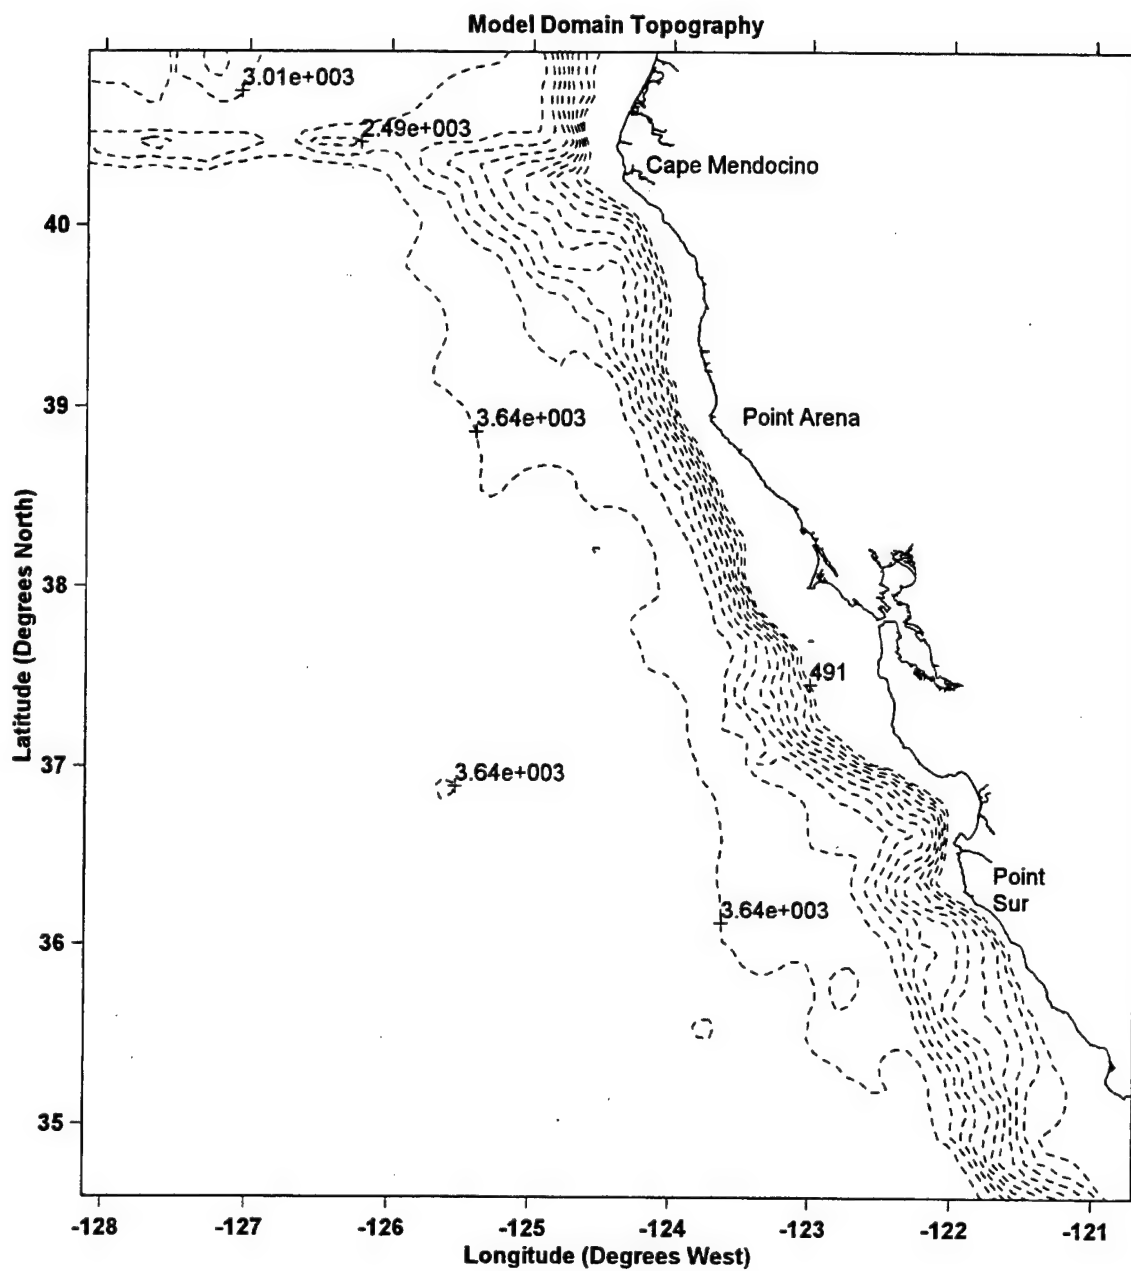 Model Domain Topography
3.01e+003
2.49e+003
Cape Mendocino
40
39
3.64e+003
Point Arena
38
491
37
3.64e+003
Point
Sur
3.64e+003
36
35
Latitude (Degrees North)
-128
-127
-126
-125
-124
-123
-122
-121
Longitude (Degrees West)